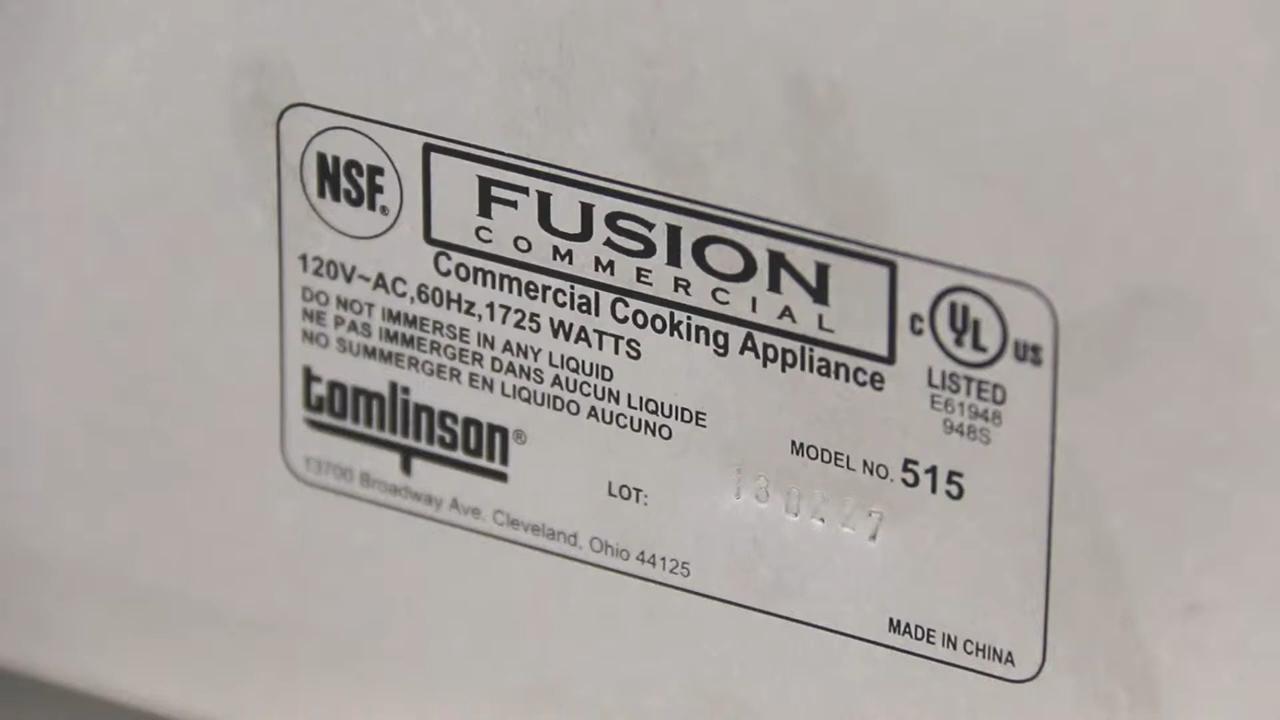 NSF®
FUSION
COMMERCIAL
Commercial Cooking Appliance
120V~AC,60Hz,1725 WATTS
DO NOT IMMERSE IN ANY LIQUID
NE PAS IMMERGER DANS AUCUN LIQUIDE
NO SUMMERGER EN LIQUIDO AUCUNO
C UL US
LISTED
E61948
948S
tomlinson®
MODEL NO. 515
LOT:
13700 Broadway Ave. Cleveland, Ohio 44125
MADE IN CHINA